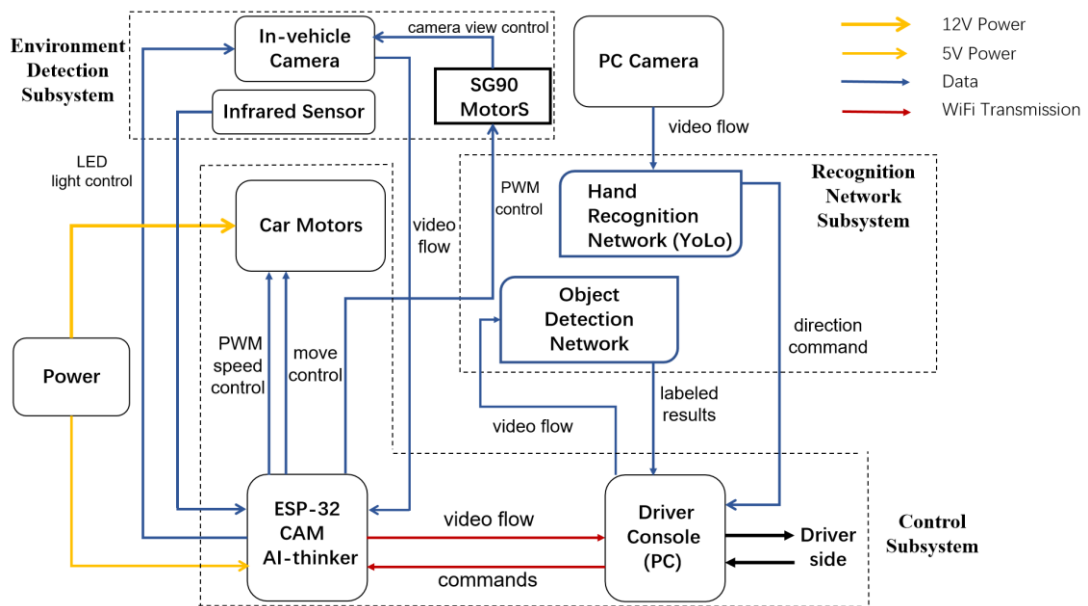 Environment
Detection
Subsystem
In-vehicle
Camera
camera view control
SG90
MotorS
Infrared Sensor
PC Camera
12V Power
5V Power
Data
WiFi Transmission
video flow
LED
light control
Car Motors
video
flow
PWM
control
Hand
Recognition
Network (YoLo)
Recognition
Network
Subsystem
Object
Detection
Network
direction
command
Power
PWM
speed
control
move
control
video flow
labeled
results
ESP-32
CAM
AI-thinker
video flow
commands
Driver
Console
(PC)
Driver
side
Control
Subsystem